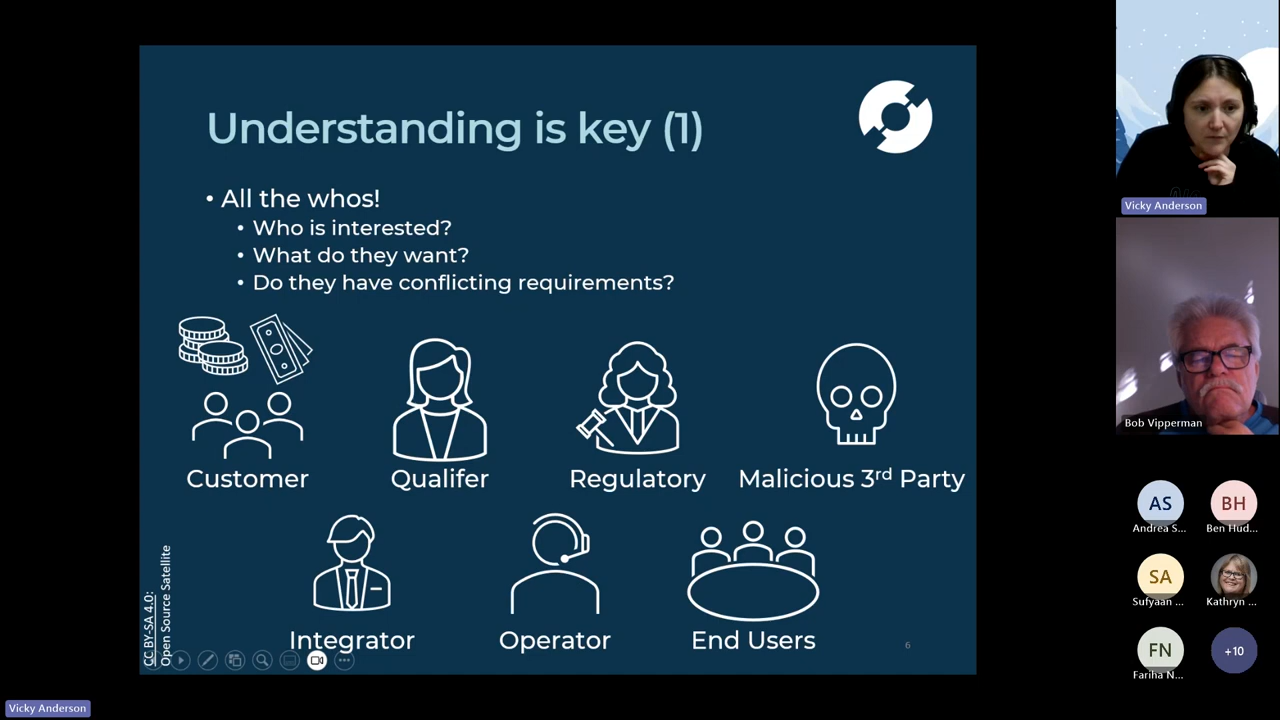 Understanding is key (1)
• All the whos!
• Who is interested?
• What do they want?
• Do they have conflicting requirements?
Customer
Qualifer
Regulatory
Malicious 3rd Party
Integrator
Operator
End Users
CC BY-SA 4.0:
Open Source Satellite
6
Vicky Anderson
Bob Vipperman
AS
Andrea S...
BH
Ben Hud...
SA
Sufyaan ...
Kathryn ...
FN
Fariha N...
+10
Vicky Anderson